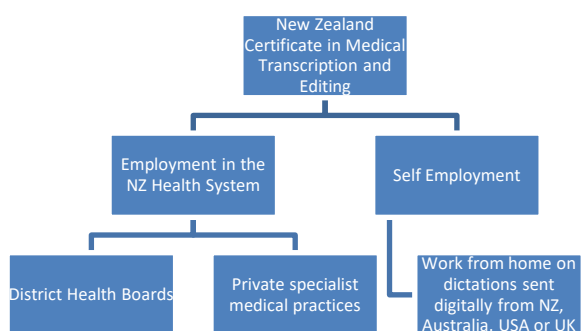 New Zealand
Certificate in Medical
Transcription and
Editing
Employment in the
NZ Health System
Self Employment
District Health Boards
Private specialist
medical practices
Work from home on
dictations sent
digitally from NZ,
Australia, USA or UK